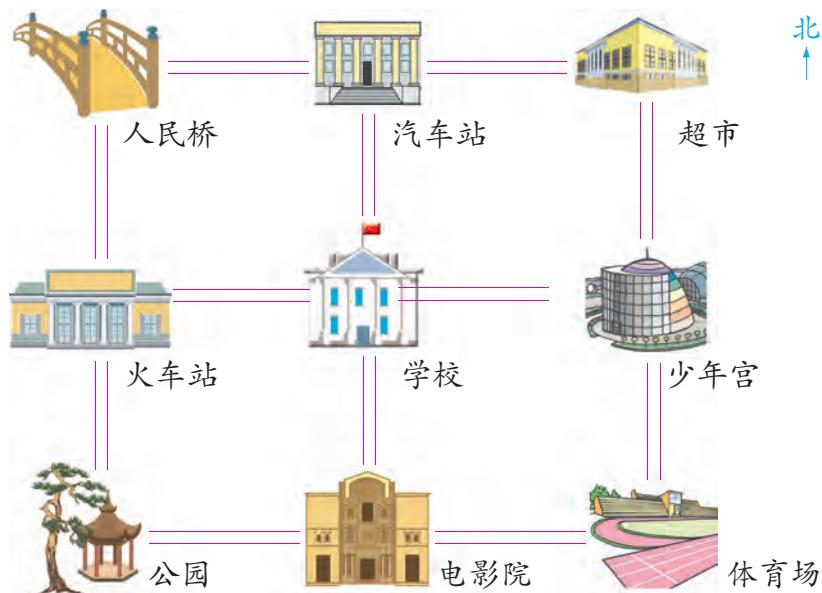 北
人民桥
汽车站
超市
火车站
学校
少年宫
公园
电影院
体育场